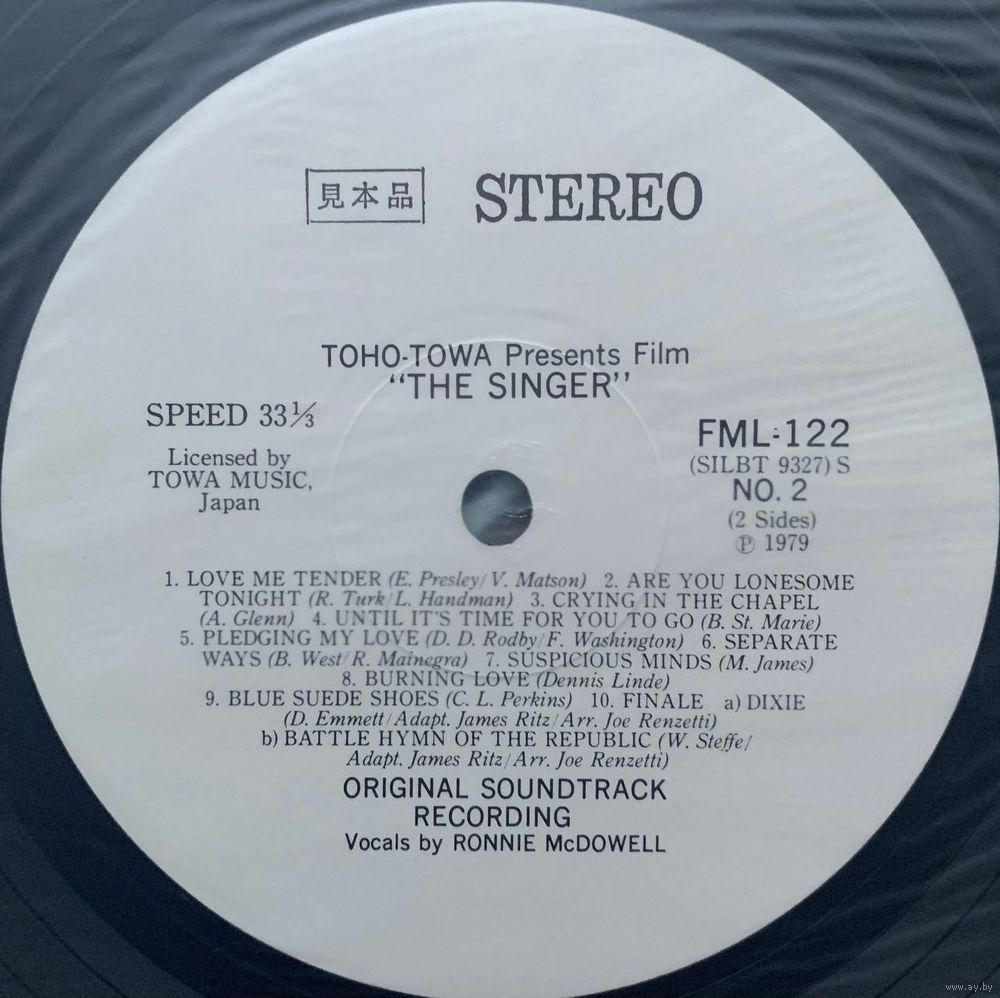 見本品 STEREO
TOHO-TOWA Presents Film
"THE SINGER"
SPEED 33⅓
Licensed by
TOWA MUSIC,
Japan
FML-122
(SILBT 9327) S
NO. 2
(2 Sides)
Ⓟ 1979
1. LOVE ME TENDER (E. Presley/V. Matson) 2. ARE YOU LONESOME
TONIGHT (R. Turk/L. Handman) 3. CRYING IN THE CHAPEL
(A. Glenn) 4. UNTIL IT'S TIME FOR YOU TO GO (B. St. Marie)
5. PLEDGING MY LOVE (D. D. Rodby/F. Washington) 6. SEPARATE
WAYS (B. West/R. Mainegra) 7. SUSPICIOUS MINDS (M. James)
8. BURNING LOVE (Dennis Linde)
9. BLUE SUEDE SHOES (C. L. Perkins) 10. FINALE a) DIXIE
(D. Emmett/Adapt. James Ritz/Arr. Joe Renzetti)
b) BATTLE HYMN OF THE REPUBLIC (W. Steffe/
Adapt. James Ritz/Arr. Joe Renzetti)
ORIGINAL SOUNDTRACK
RECORDING
Vocals by RONNIE McDOWELL
www.ay.by